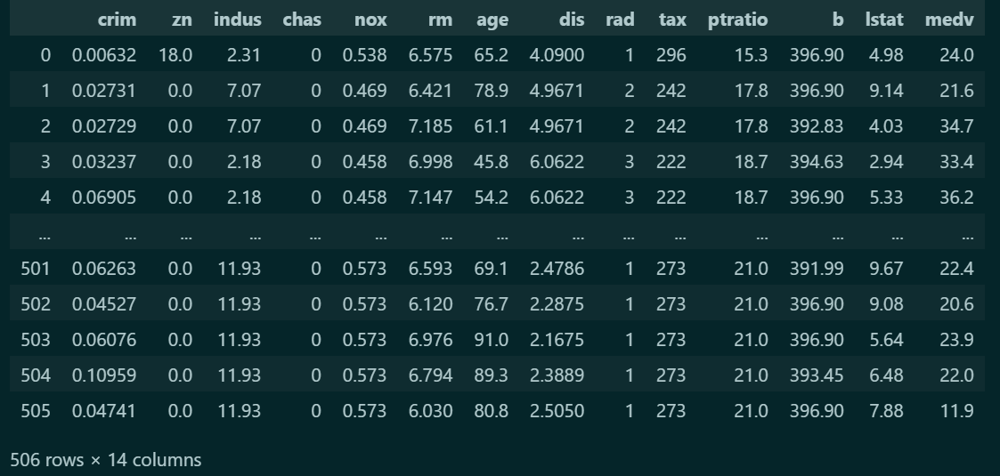 crim zn indus chas nox rm age dis rad tax ptratio b lstat medv
0 0.00632 18.0 2.31 0 0.538 6.575 65.2 4.0900 1 296 15.3 396.90 4.98 24.0
1 0.02731 0.0 7.07 0 0.469 6.421 78.9 4.9671 2 242 17.8 396.90 9.14 21.6
2 0.02729 0.0 7.07 0 0.469 7.185 61.1 4.9671 2 242 17.8 392.83 4.03 34.7
3 0.03237 0.0 2.18 0 0.458 6.998 45.8 6.0622 3 222 18.7 394.63 2.94 33.4
4 0.06905 0.0 2.18 0 0.458 7.147 54.2 6.0622 3 222 18.7 396.90 5.33 36.2
... ... ... ... ... ... ... ... ... ... ... ... ... ... ...
501 0.06263 0.0 11.93 0 0.573 6.593 69.1 2.4786 1 273 21.0 391.99 9.67 22.4
502 0.04527 0.0 11.93 0 0.573 6.120 76.7 2.2875 1 273 21.0 396.90 9.08 20.6
503 0.06076 0.0 11.93 0 0.573 6.976 91.0 2.1675 1 273 21.0 396.90 5.64 23.9
504 0.10959 0.0 11.93 0 0.573 6.794 89.3 2.3889 1 273 21.0 393.45 6.48 22.0
505 0.04741 0.0 11.93 0 0.573 6.030 80.8 2.5050 1 273 21.0 396.90 7.88 11.9
506 rows × 14 columns